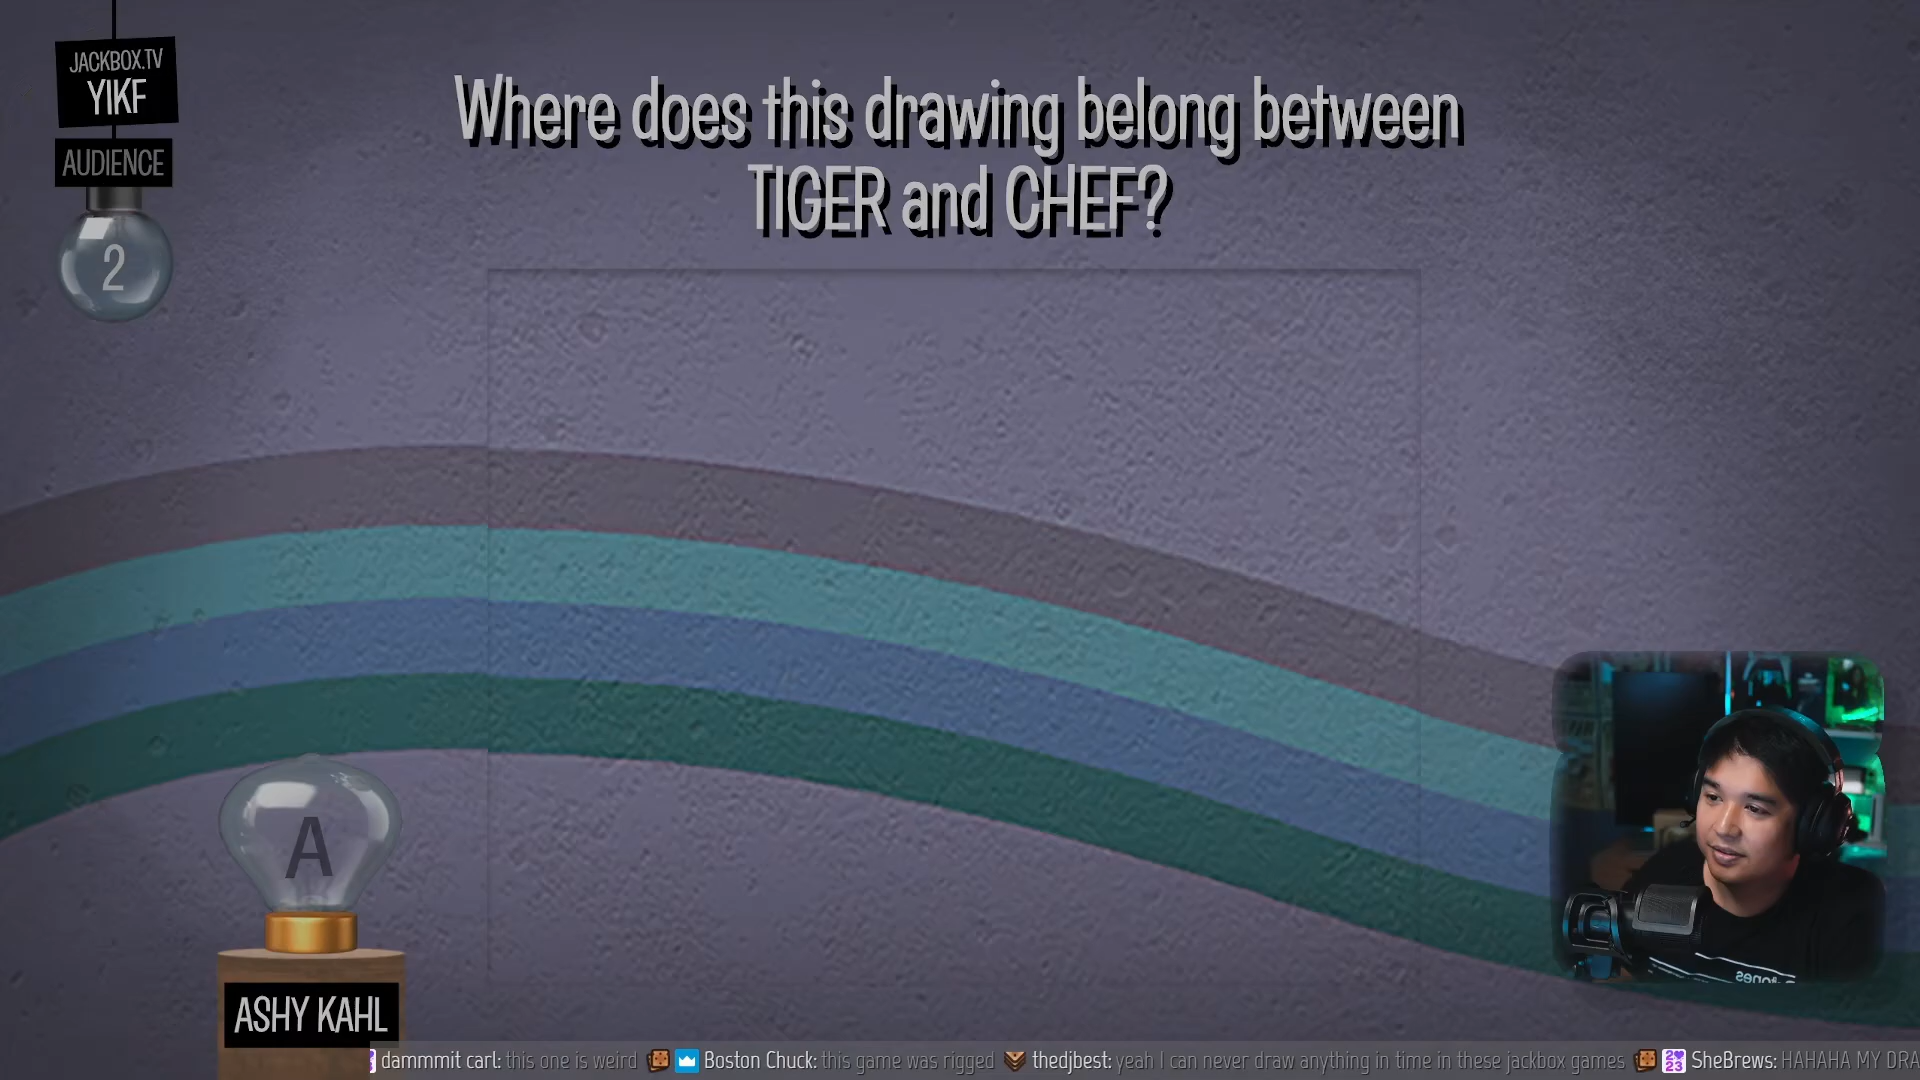 JACKBOX.TV
YIKF
AUDIENCE
2
Where does this drawing belong between
TIGER and CHEF?
A
ASHY KAHL
dammmit carl: this one is weird Boston Chuck: this game was rigged thedjbest: yeah I can never draw anything in time in these jackbox games SheBrews: HAHAHA MY DRA